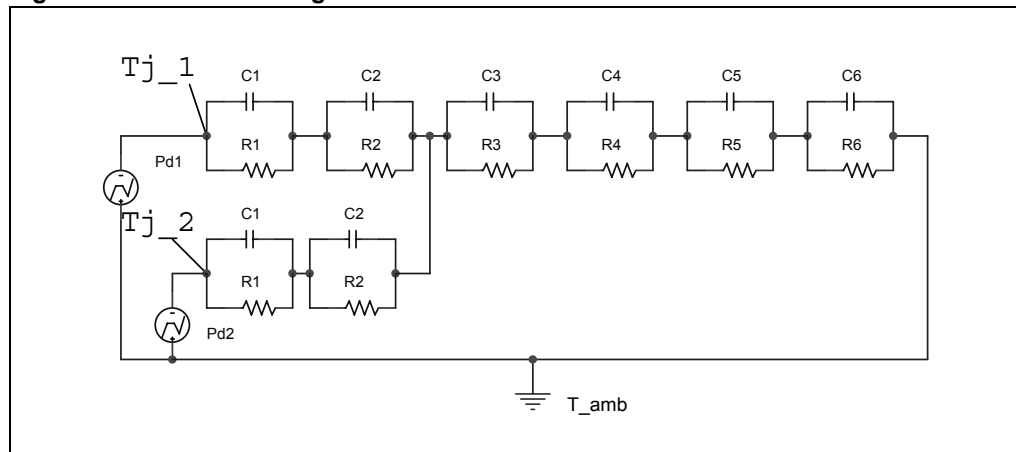 Tj_1
C1 C2 C3 C4 C5 C6
R1 R2 R3 R4 R5 R6
Pd1
Tj_2
C1 C2
R1 R2
Pd2
T_amb